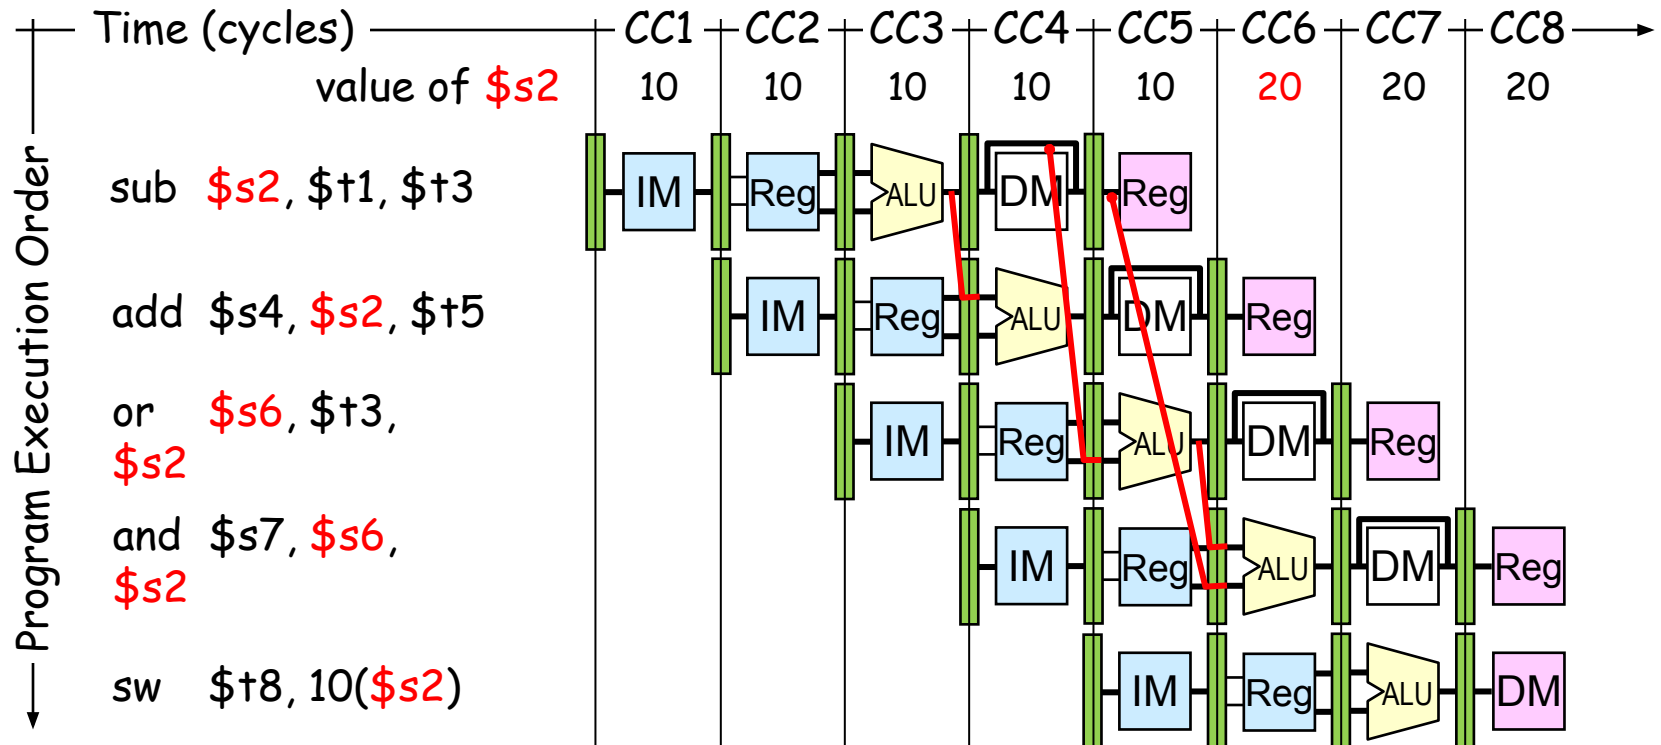 Time (cycles) CC1 CC2 CC3 CC4 CC5 CC6 CC7 CC8
value of $s2 10 10 10 10 10 20 20 20
Program Execution Order
sub $s2, $t1, $t3
IM Reg ALU DM Reg
add $s4, $s2, $t5
IM Reg ALU DM Reg
or $s6, $t3,
$s2
IM Reg ALU DM Reg
and $s7, $s6,
$s2
IM Reg ALU DM Reg
sw $t8, 10($s2)
IM Reg ALU DM